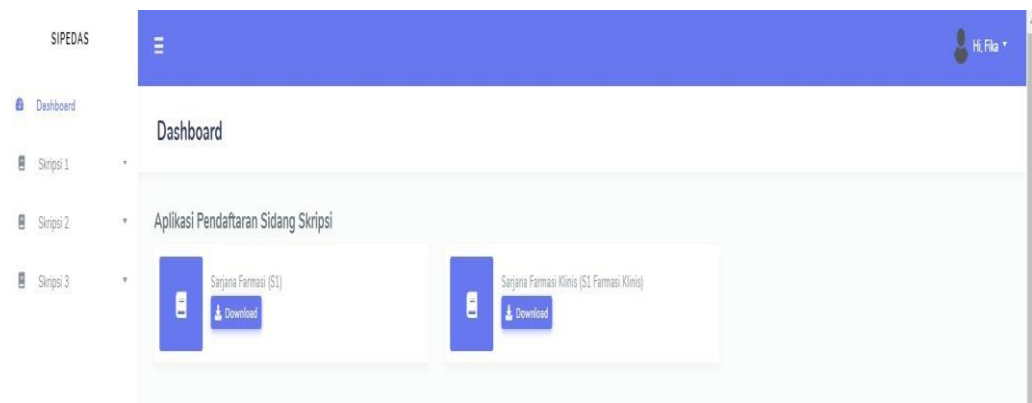 SIPEDAS
Hi, Fika
Dashboard
Dashboard
Skripsi 1
Skripsi 2
Skripsi 3
Aplikasi Pendaftaran Sidang Skripsi
Sarjana Farmasi (S1)
Download
Sarjana Farmasi Klinis (S1 Farmasi Klinis)
Download